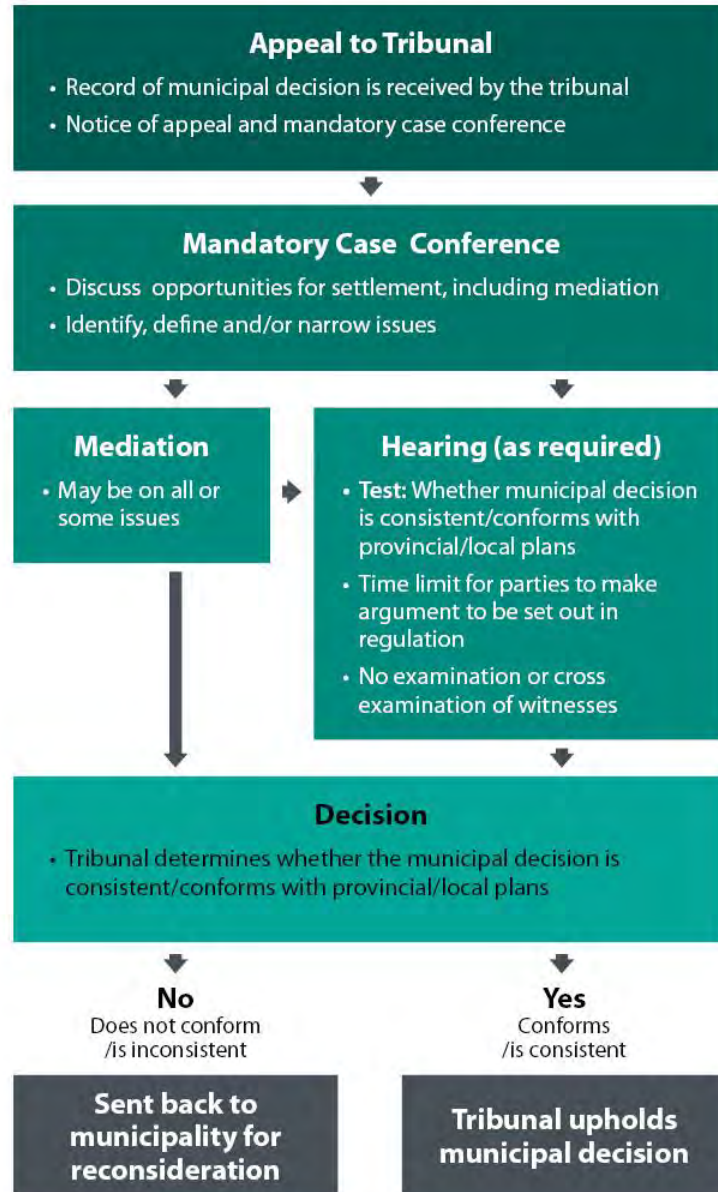 Appeal to Tribunal
• Record of municipal decision is received by the tribunal
• Notice of appeal and mandatory case conference
Mandatory Case Conference
• Discuss opportunities for settlement, including mediation
• Identify, define and/or narrow issues
Mediation
• May be on all or
some issues
Hearing (as required)
• Test: Whether municipal decision
is consistent/conforms with
provincial/local plans
• Time limit for parties to make
argument to be set out in
regulation
• No examination or cross
examination of witnesses
Decision
• Tribunal determines whether the municipal decision is
consistent/conforms with provincial/local plans
No
Does not conform
/is inconsistent
Yes
Conforms
/is consistent
Sent back to
municipality for
reconsideration
Tribunal upholds
municipal decision